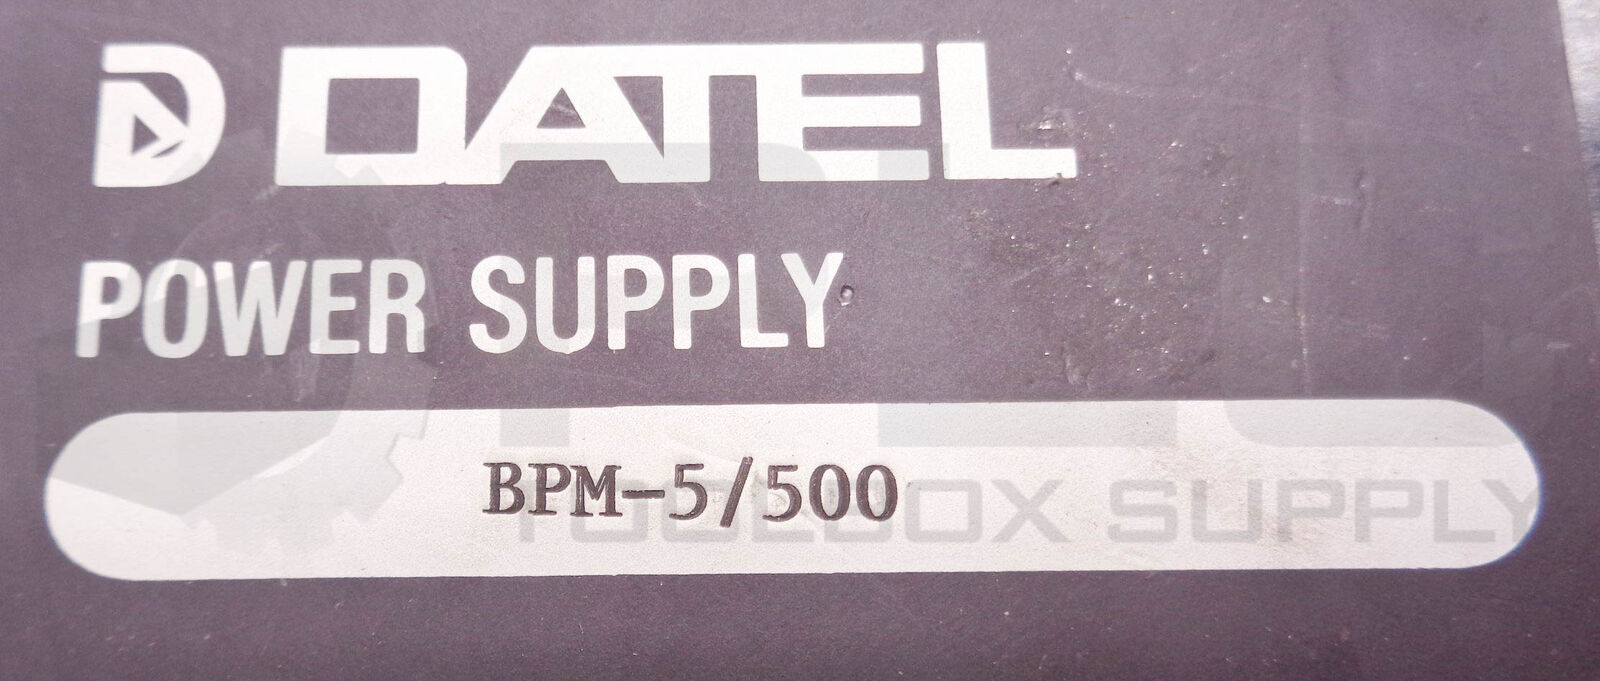 DATEL
POWER SUPPLY
BPM-5/500
TOOLBOX SUPPLY